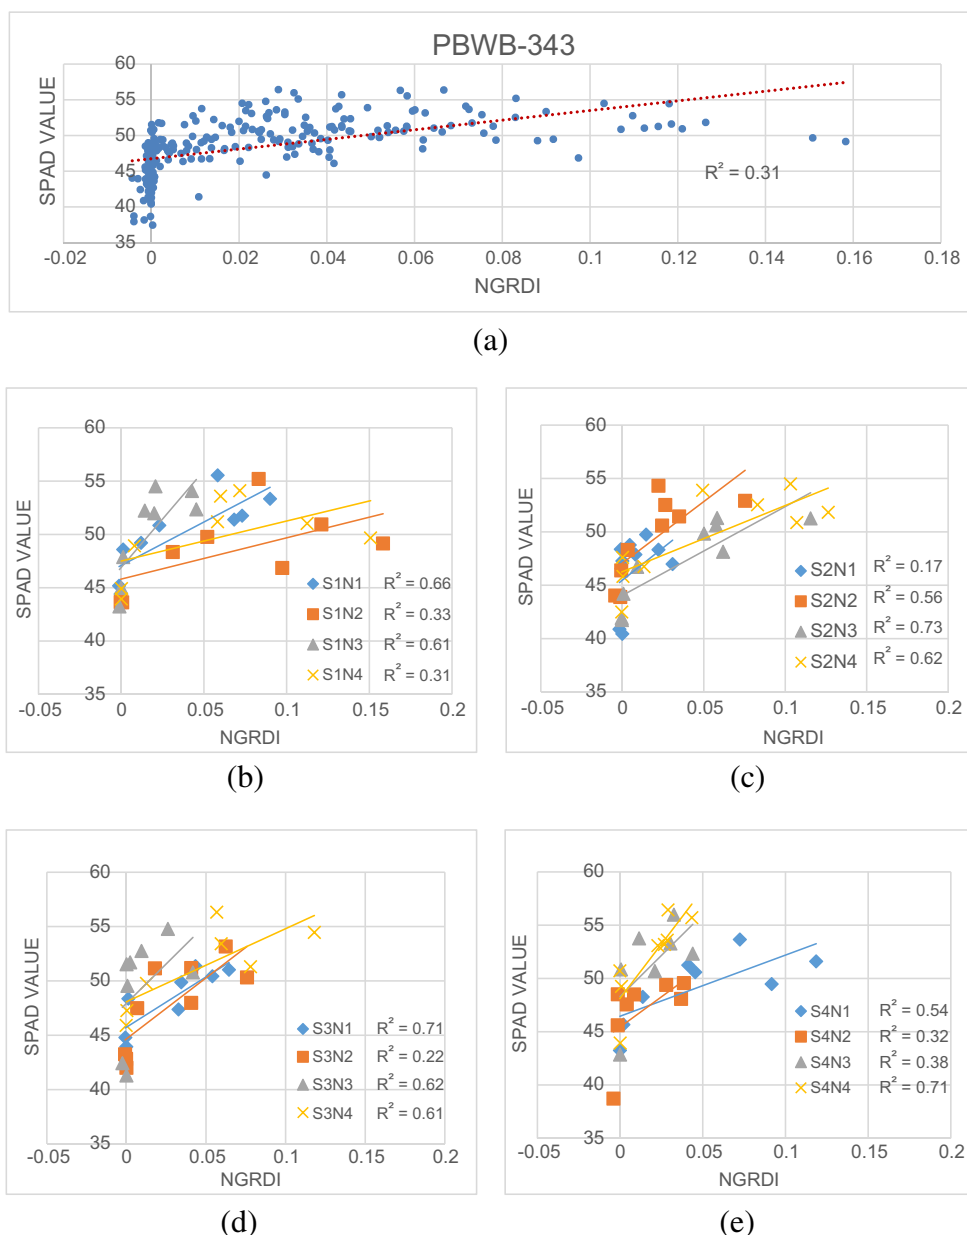 PBWB-343
60
55
50
45
40
35
SPAD VALUE
R² = 0.31
-0.02 0 0.02 0.04 0.06 0.08 0.1 0.12 0.14 0.16 0.18
NGRDI
(a)
60
55
50
45
40
35
SPAD VALUE
S1N1 R² = 0.66
S1N2 R² = 0.33
S1N3 R² = 0.61
S1N4 R² = 0.31
-0.05 0 0.05 0.1 0.15 0.2
NGRDI
(b)
60
55
50
45
40
35
SPAD VALUE
S2N1 R² = 0.17
S2N2 R² = 0.56
S2N3 R² = 0.73
S2N4 R² = 0.62
-0.05 0 0.05 0.1 0.15 0.2
NGRDI
(c)
60
55
50
45
40
35
SPAD VALUE
S3N1 R² = 0.71
S3N2 R² = 0.22
S3N3 R² = 0.62
S3N4 R² = 0.61
-0.05 0 0.05 0.1 0.15 0.2
NGRDI
(d)
60
55
50
45
40
35
SPAD VALUE
S4N1 R² = 0.54
S4N2 R² = 0.32
S4N3 R² = 0.38
S4N4 R² = 0.71
-0.05 0 0.05 0.1 0.15 0.2
NGRDI
(e)